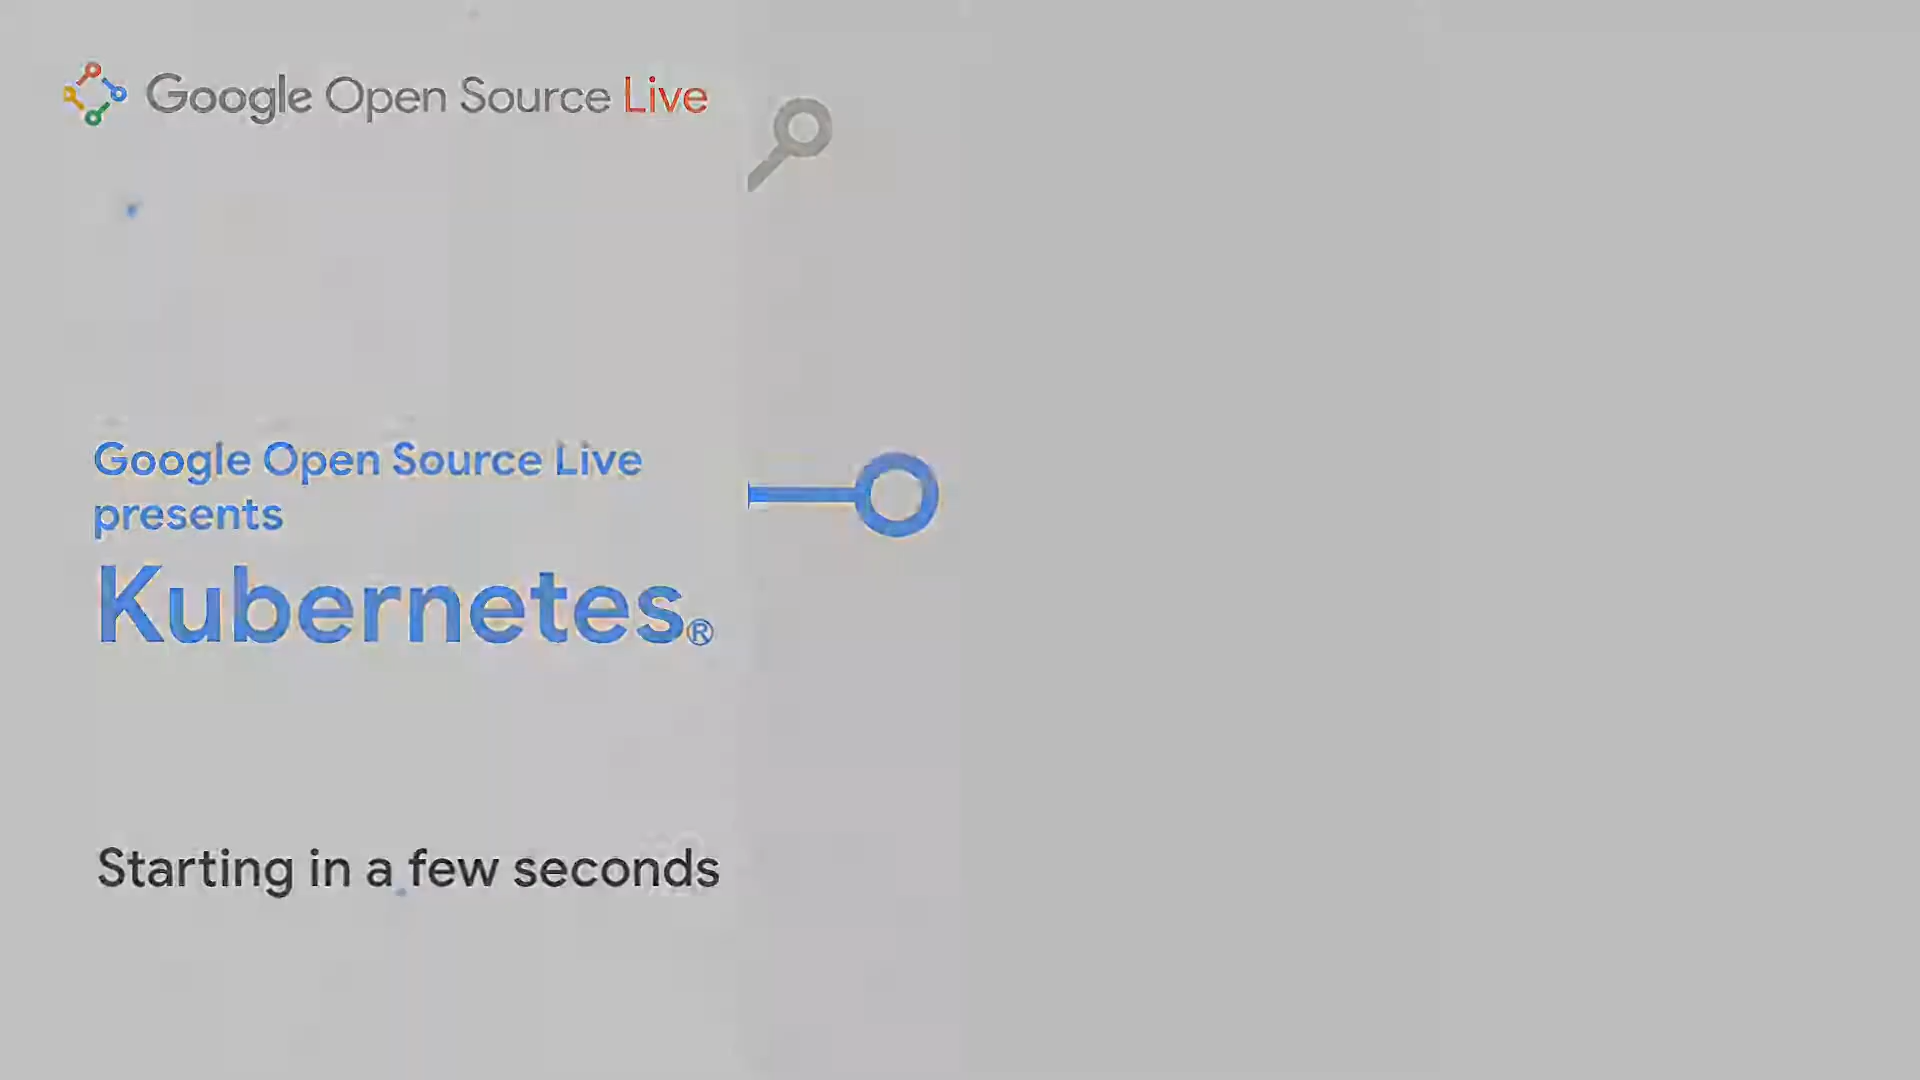 Google Open Source Live
Google Open Source Live
presents
Kubernetes®
Starting in a few seconds